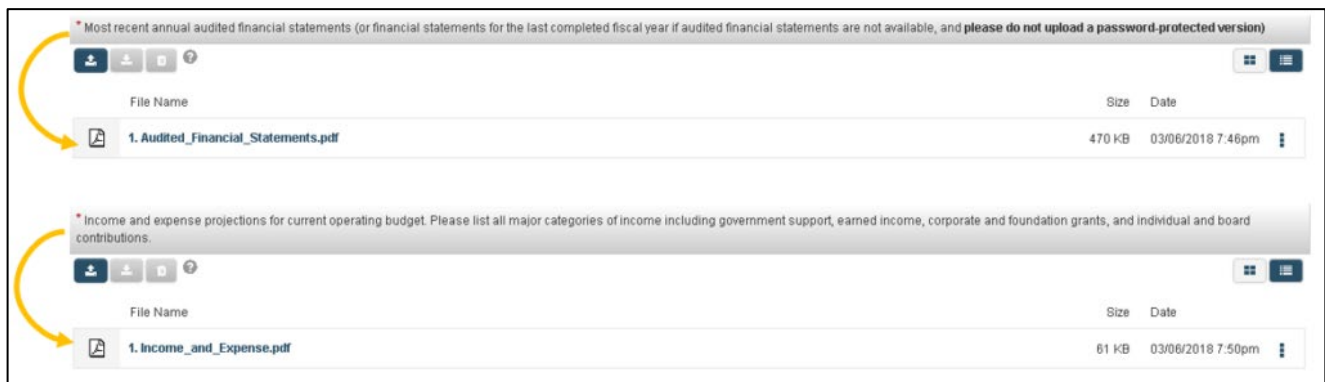 * Most recent annual audited financial statements (or financial statements for the last completed fiscal year if audited financial statements are not available, and please do not upload a password-protected version)
?
File Name Size Date
1. Audited_Financial_Statements.pdf 470 KB 03/06/2018 7:46pm
* Income and expense projections for current operating budget. Please list all major categories of income including government support, earned income, corporate and foundation grants, and individual and board
contributions.
?
File Name Size Date
1. Income_and_Expense.pdf 61 KB 03/06/2018 7:50pm